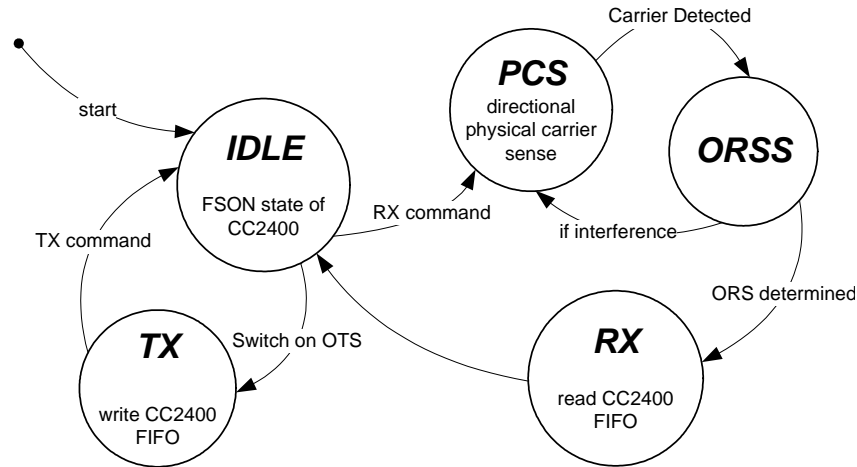 Carrier Detected
start
PCS
directional
physical carrier
sense
IDLE
FSON state of
CC2400
ORSS
RX command
TX command
if interference
ORS determined
Switch on OTS
TX
write CC2400
FIFO
RX
read CC2400
FIFO